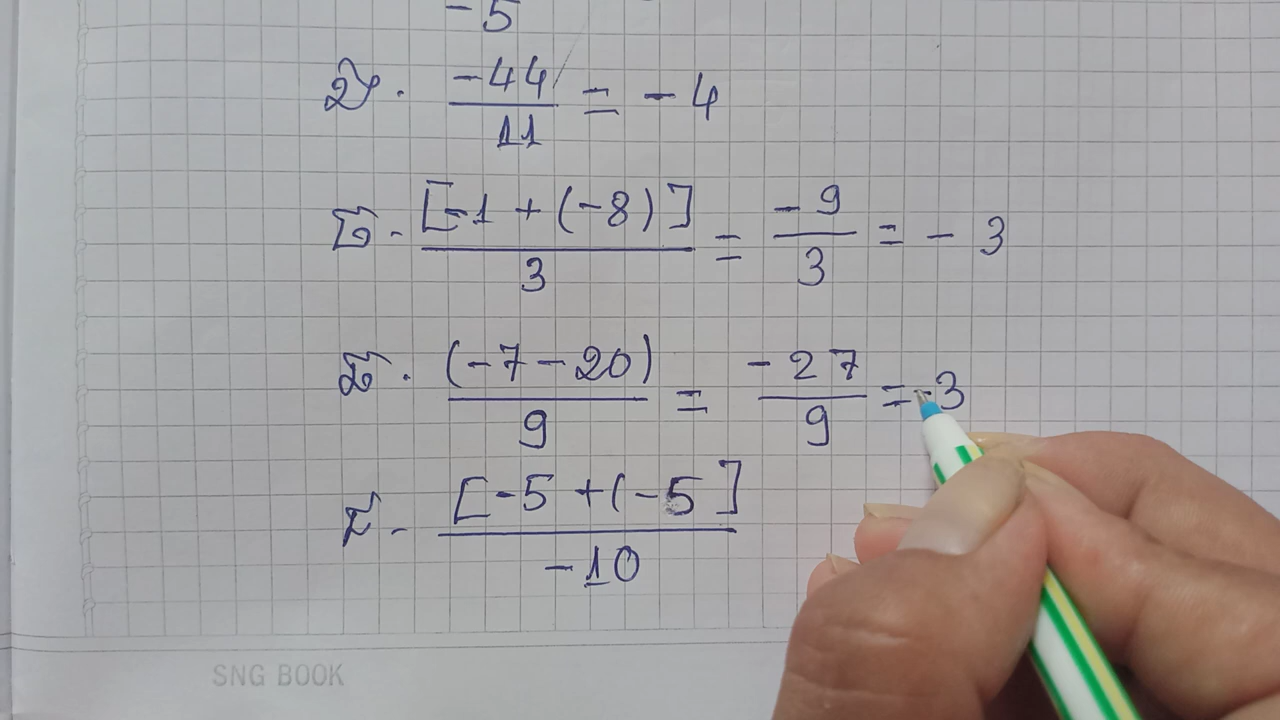 -5
-44/11 = -4
[-1 + (-8)]/3 = -9/3 = -3
(-7-20)/9 = -27/9 = -3
[-5 +(-5]/-10
SNG BOOK